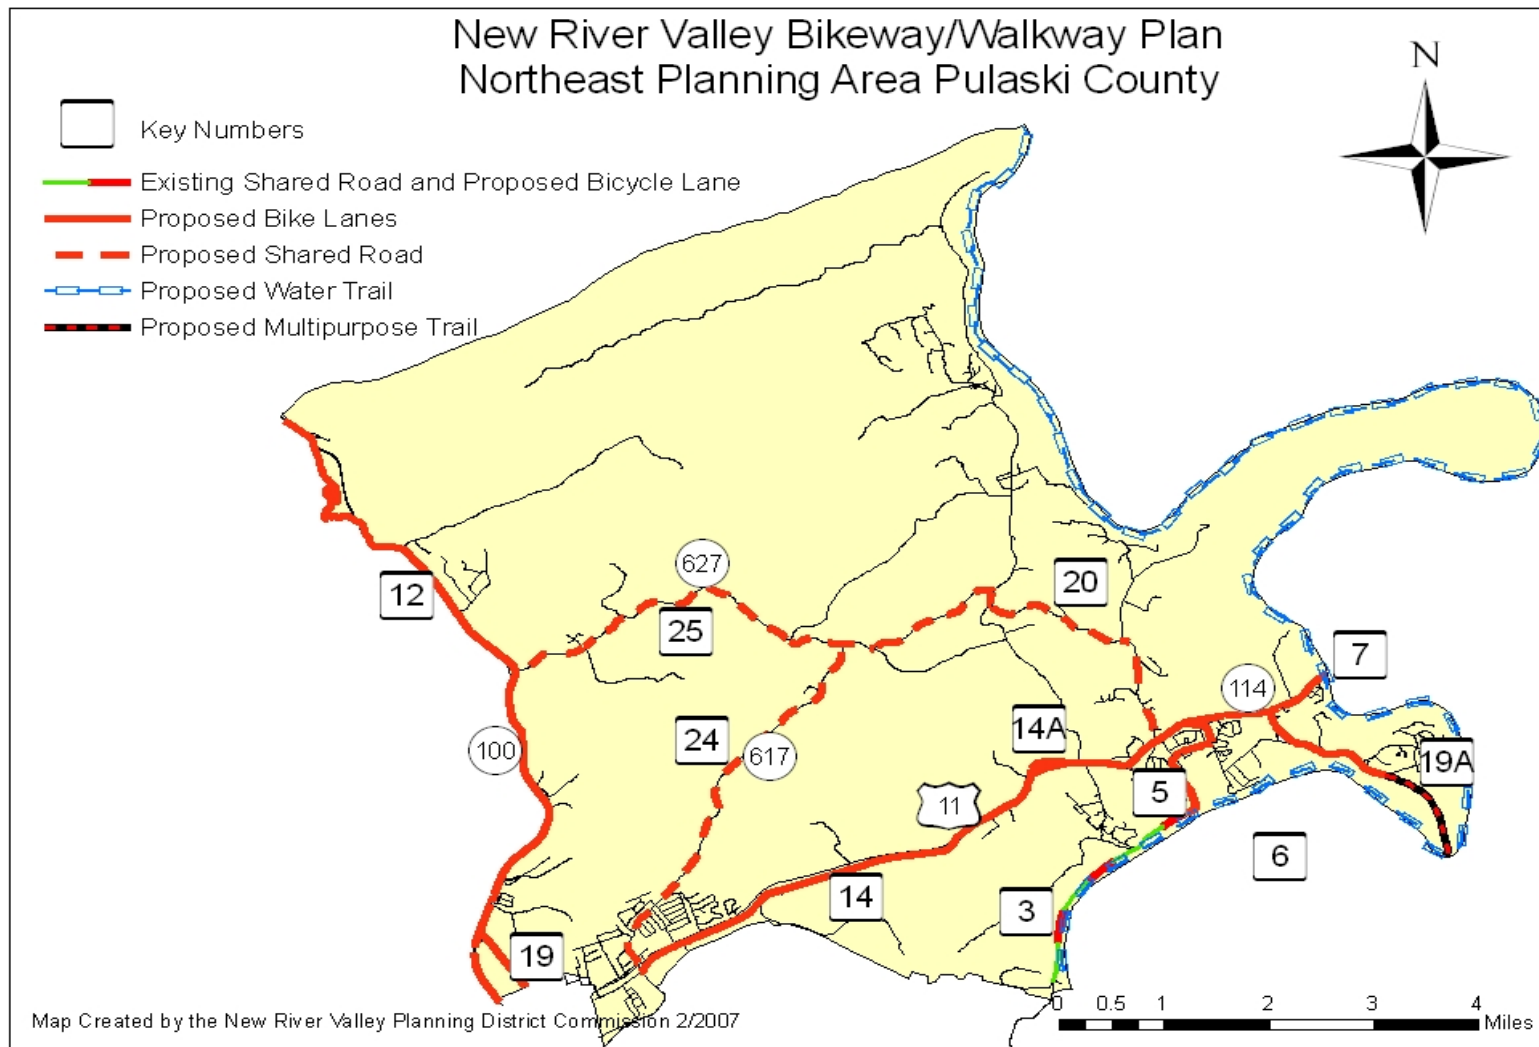 New River Valley Bikeway/Walkway Plan
Northeast Planning Area Pulaski County
N
Key Numbers
Existing Shared Road and Proposed Bicycle Lane
Proposed Bike Lanes
Proposed Shared Road
Proposed Water Trail
Proposed Multipurpose Trail
627
20
12
25
7
114
14A
24
100
617
19A
5
11
6
14
3
19
0 0.5 1 2 3 4
Miles
Map Created by the New River Valley Planning District Commission 2/2007